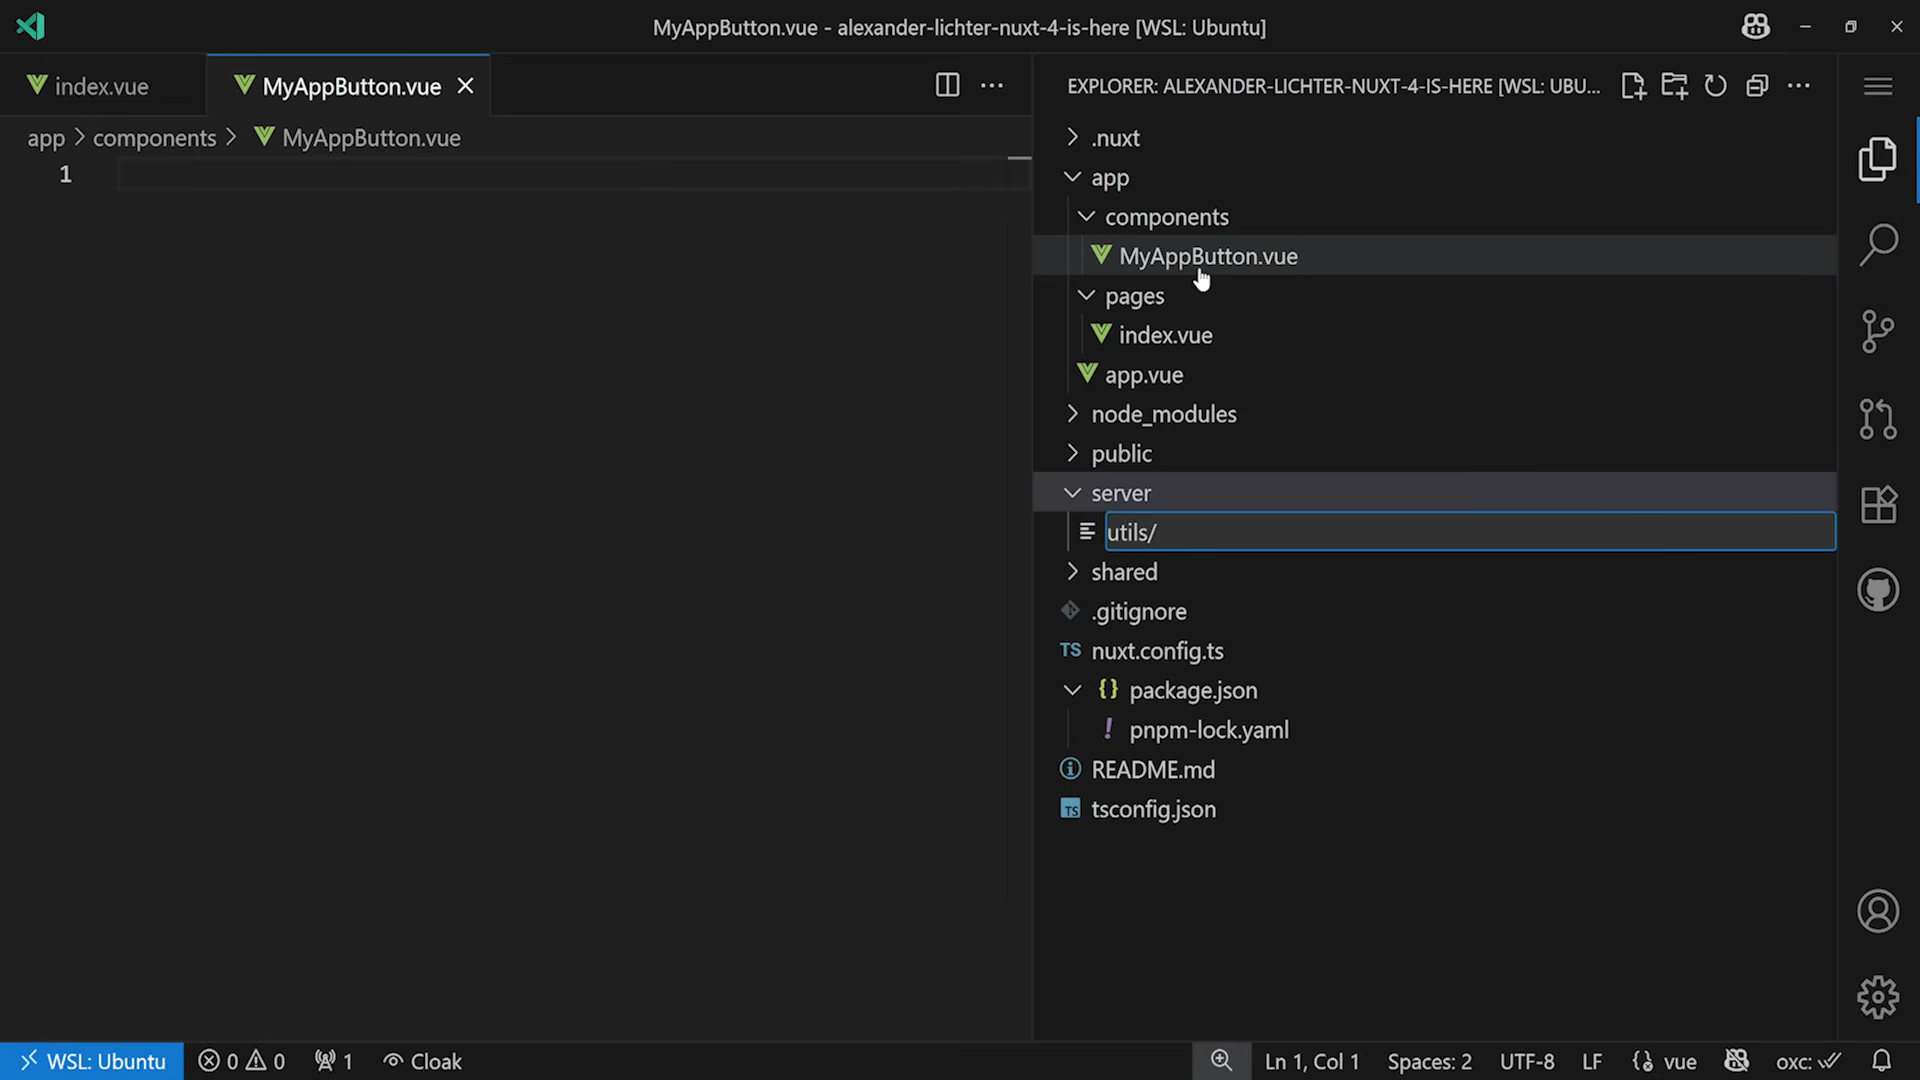 MyAppButton.vue - alexander-lichter-nuxt-4-is-here [WSL: Ubuntu]
index.vue
MyAppButton.vue
app > components > MyAppButton.vue
1
EXPLORER: ALEXANDER-LICHTER-NUXT-4-IS-HERE [WSL: UBU...
.nuxt
app
components
MyAppButton.vue
pages
index.vue
app.vue
node_modules
public
server
utils/
shared
.gitignore
TS nuxt.config.ts
{} package.json
! pnpm-lock.yaml
README.md
TS tsconfig.json
WSL: Ubuntu 0 0 1 Cloak Ln 1, Col 1 Spaces: 2 UTF-8 LF vue oxc: